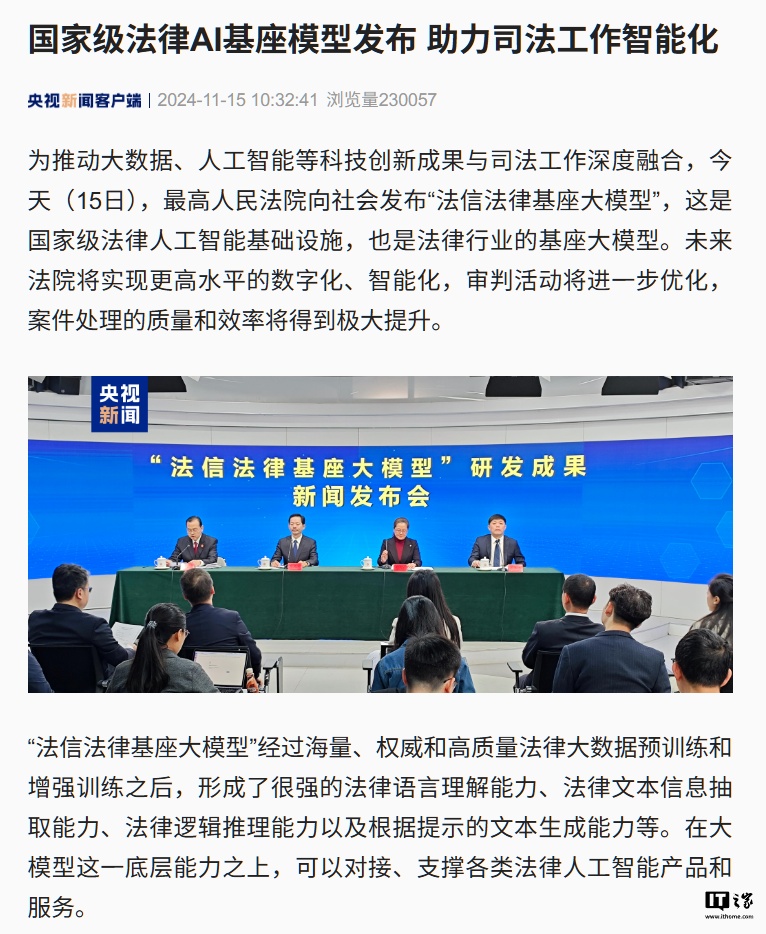 国家级法律AI基座模型发布 助力司法工作智能化
央视新闻客户端 | 2024-11-15 10:32:41 浏览量230057
为推动大数据、人工智能等科技创新成果与司法工作深度融合，今
天（15日），最高人民法院向社会发布“法信法律基座大模型”，这是
国家级法律人工智能基础设施，也是法律行业的基座大模型。未来
法院将实现更高水平的数字化、智能化，审判活动将进一步优化，
案件处理的质量和效率将得到极大提升。
央视
新闻
“法信法律基座大模型”研发成果
新闻发布会
“法信法律基座大模型”经过海量、权威和高质量法律大数据预训练和
增强训练之后，形成了很强的法律语言理解能力、法律文本信息抽
取能力、法律逻辑推理能力以及根据提示的文本生成能力等。在大
模型这一底层能力之上，可以对接、支撑各类法律人工智能产品和
服务。
IT之家
www.ithome.com